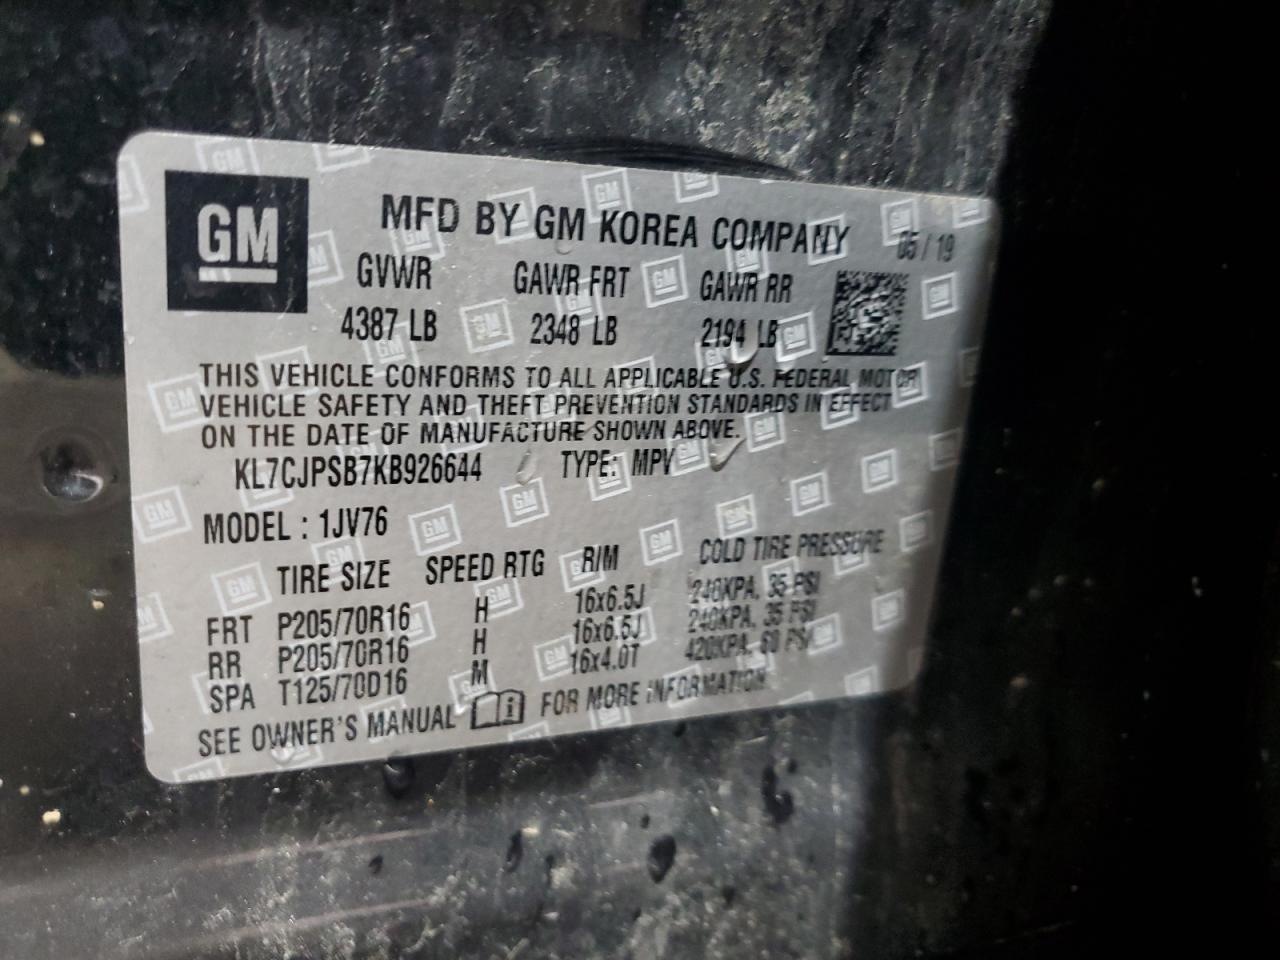 GM
MFD BY GM KOREA COMPANY 05/19
GVWR GAWR FRT GAWR RR
4387 LB 2348 LB 2194 LB
THIS VEHICLE CONFORMS TO ALL APPLICABLE U.S. FEDERAL MOTOR
VEHICLE SAFETY AND THEFT PREVENTION STANDARDS IN EFFECT
ON THE DATE OF MANUFACTURE SHOWN ABOVE.
KL7CJPSB7KB926644 TYPE: MPV
MODEL : 1JV76
TIRE SIZE SPEED RTG RIM COLD TIRE PRESSURE
FRT P205/70R16 H 16x6.5J 240KPA, 35 PSI
RR P205/70R16 H 16x6.5J 240KPA, 35 PSI
SPA T125/70D16 M 16x4.0T 420KPA, 60 PSI
SEE OWNER'S MANUAL FOR MORE INFORMATION